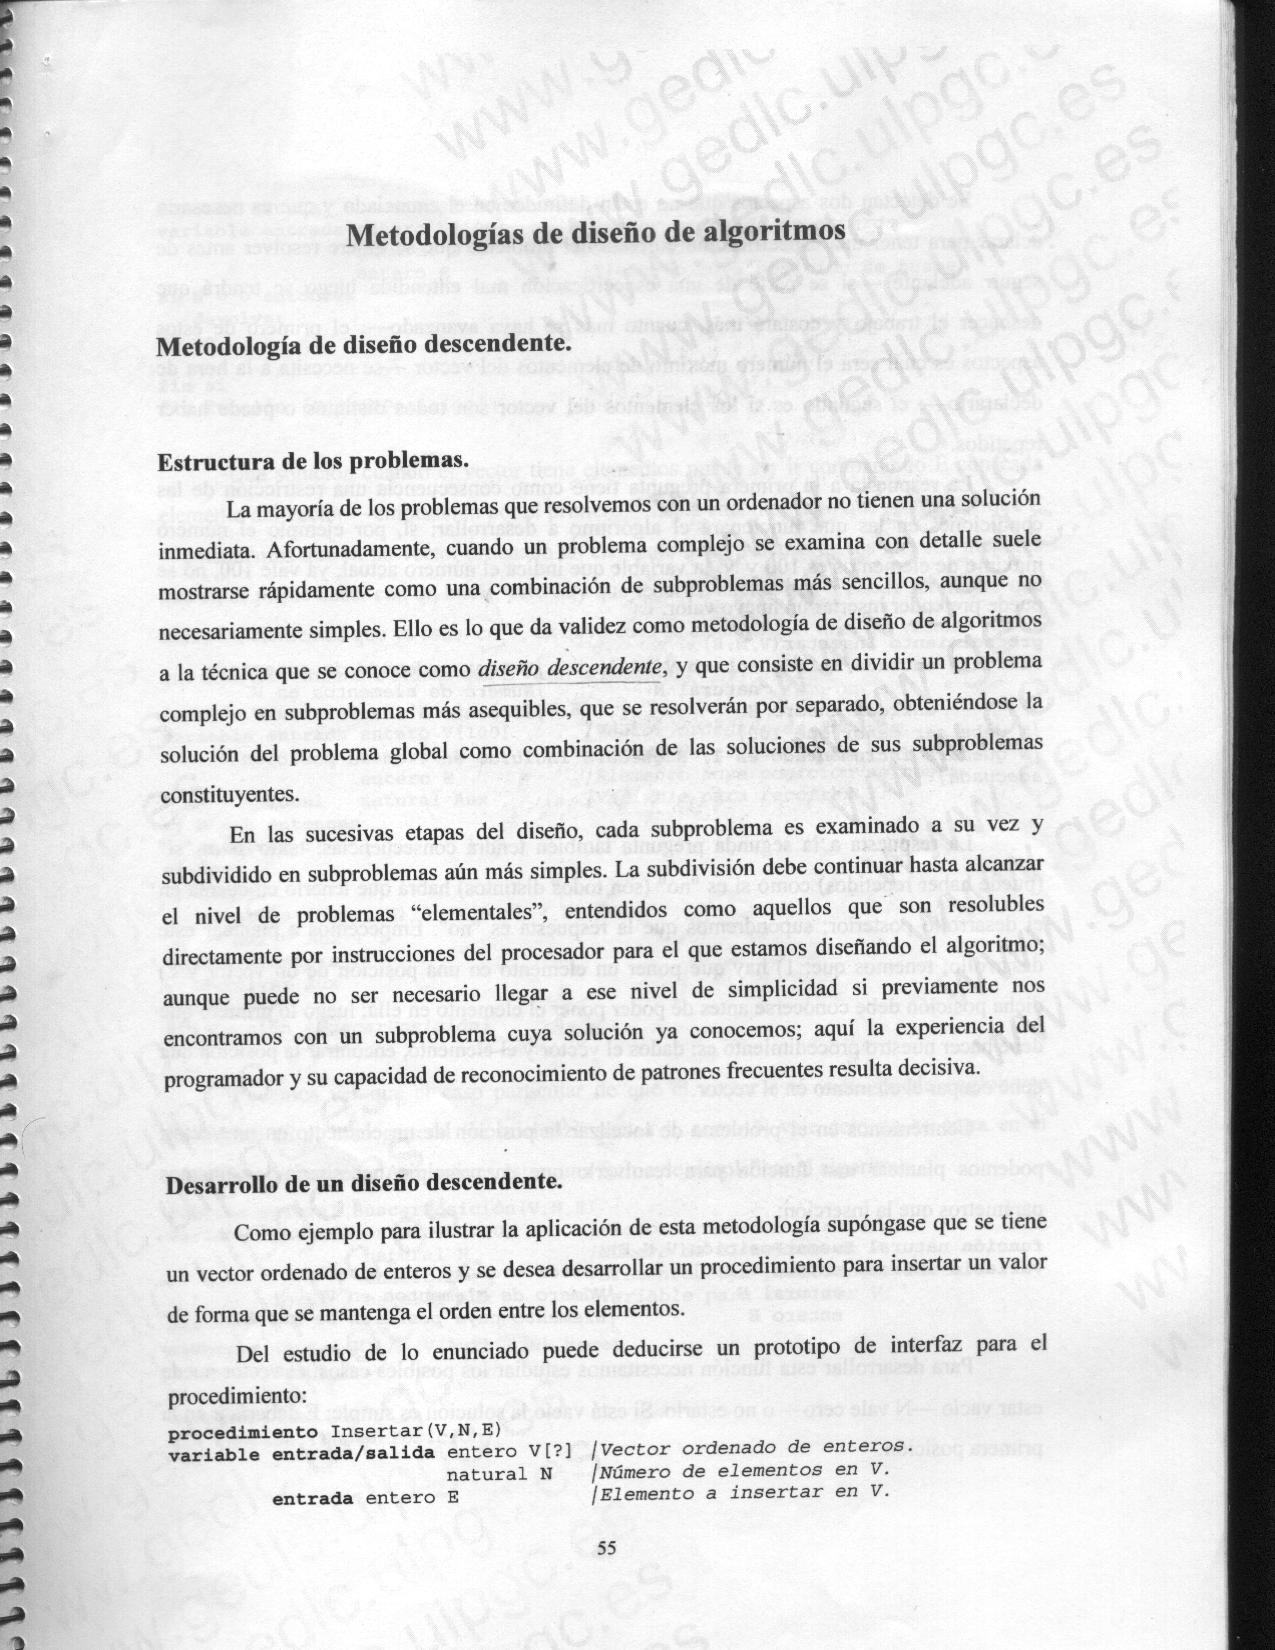 Metodologías de diseño de algoritmos
Metodología de diseño descendente.
Estructura de los problemas.
La mayoría de los problemas que resolvemos con un ordenador no tienen una solución
inmediata. Afortunadamente, cuando un problema complejo se examina con detalle suele
mostrarse rápidamente como una combinación de subproblemas más sencillos, aunque no
necesariamente simples. Ello es lo que da validez como metodología de diseño de algoritmos
a la técnica que se conoce como diseño descendente, y que consiste en dividir un problema
complejo en subproblemas más asequibles, que se resolverán por separado, obteniéndose la
solución del problema global como combinación de las soluciones de sus subproblemas
constituyentes.
En las sucesivas etapas del diseño, cada subproblema es examinado a su vez y
subdividido en subproblemas aún más simples. La subdivisión debe continuar hasta alcanzar
el nivel de problemas “elementales”, entendidos como aquellos que son resolubles
directamente por instrucciones del procesador para el que estamos diseñando el algoritmo;
aunque puede no ser necesario llegar a ese nivel de simplicidad si previamente nos
encontramos con un subproblema cuya solución ya conocemos; aquí la experiencia del
programador y su capacidad de reconocimiento de patrones frecuentes resulta decisiva.
Desarrollo de un diseño descendente.
Como ejemplo para ilustrar la aplicación de esta metodología supóngase que se tiene
un vector ordenado de enteros y se desea desarrollar un procedimiento para insertar un valor
de forma que se mantenga el orden entre los elementos.
Del estudio de lo enunciado puede deducirse un prototipo de interfaz para el
procedimiento:
procedimiento Insertar(V,N,E)
variable entrada/salida entero V[?] |Vector ordenado de enteros.
natural N |Número de elementos en V.
entrada entero E |Elemento a insertar en V.
55
www.gedlc.ulpgc.es